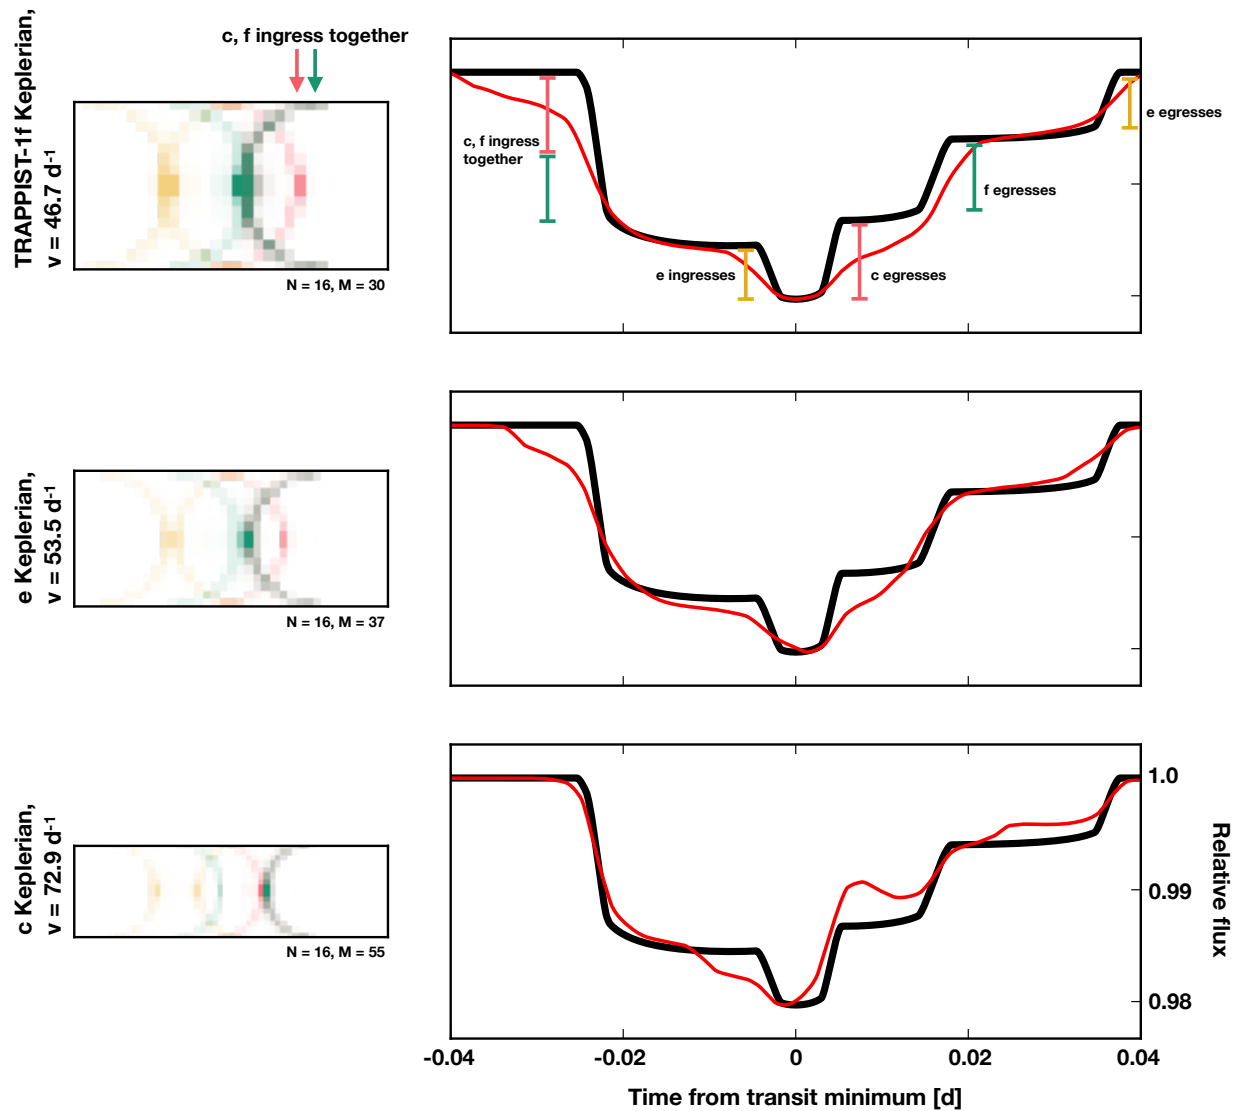 c, f ingress together
TRAPPIST-1f Keplerian,
v = 46.7 d⁻¹
N = 16, M = 30
c, f ingress
together
e ingresses
c egresses
f egresses
e egresses
e Keplerian,
v = 53.5 d⁻¹
N = 16, M = 37
c Keplerian,
v = 72.9 d⁻¹
N = 16, M = 55
1.0
0.99
0.98
Relative flux
-0.04
-0.02
0
0.02
0.04
Time from transit minimum [d]